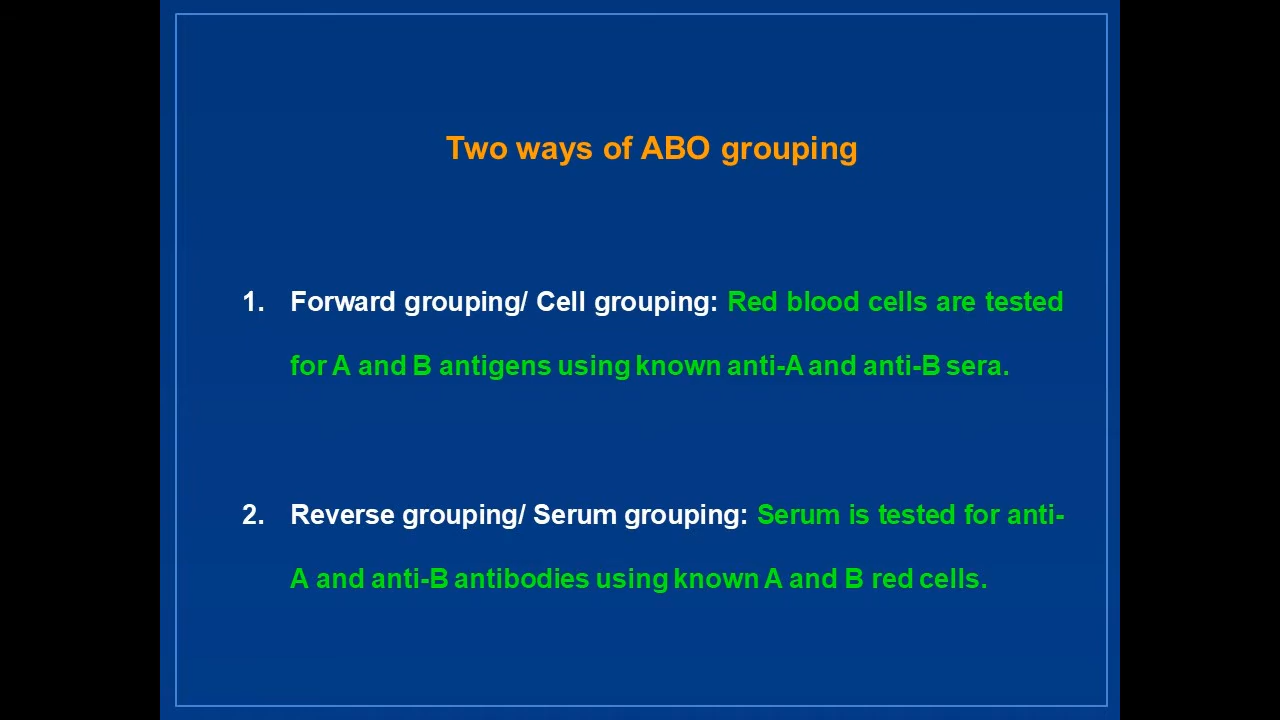 Two ways of ABO grouping
1. Forward grouping/ Cell grouping: Red blood cells are tested
for A and B antigens using known anti-A and anti-B sera.
2. Reverse grouping/ Serum grouping: Serum is tested for anti-
A and anti-B antibodies using known A and B red cells.